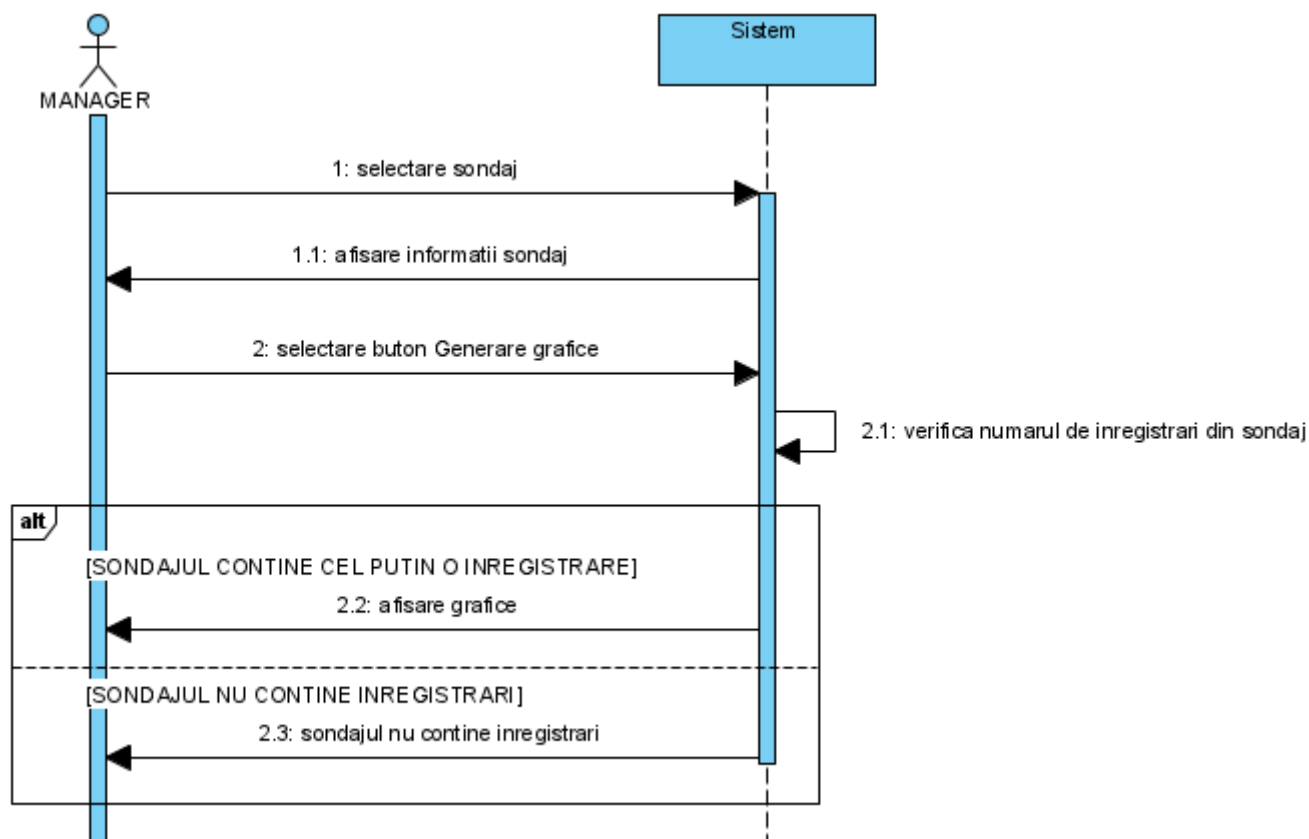 Sistem
MANAGER
1: selectare sondaj
1.1: afisare informatii sondaj
2: selectare buton Generare grafice
2.1: verifica numarul de inregistrari din sondaj
alt
[SONDAJUL CONTINE CEL PUTIN O INREGISTRARE]
2.2: afisare grafice
[SONDAJUL NU CONTINE INREGISTRARI]
2.3: sondajul nu contine inregistrari